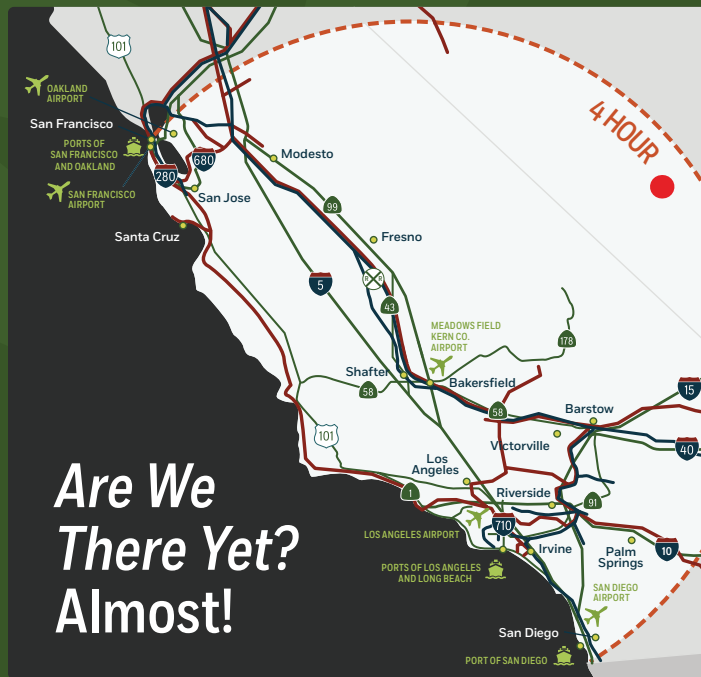 101
OAKLAND
AIRPORT
San Francisco
PORTS OF
SAN FRANCISCO
AND OAKLAND
280
680
SAN FRANCISCO
AIRPORT
San Jose
Santa Cruz
Modesto
99
Fresno
4 HOUR
5
R R
43
MEADOWS FIELD
KERN CO.
AIRPORT
178
Shafter
58
Bakersfield
58
Barstow
15
101
Victorville
40
Los
Angeles
Riverside
1
91
710
LOS ANGELES AIRPORT
Irvine
Palm
Springs
10
PORTS OF LOS ANGELES
AND LONG BEACH
SAN DIEGO
AIRPORT
San Diego
PORT OF SAN DIEGO
Are We
There Yet?
Almost!